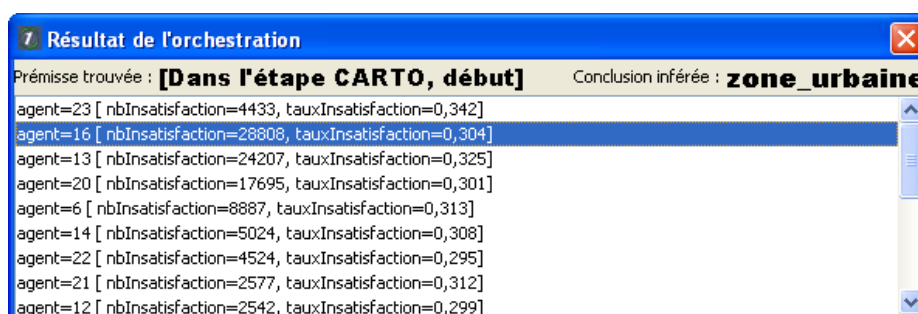 Résultat de l'orchestration
Prémisse trouvée : [Dans l'étape CARTO, début] Conclusion inférée : zone_urbaine
agent=23 [ nbInsatisfaction=4433, tauxInsatisfaction=0,342]
agent=16 [ nbInsatisfaction=28808, tauxInsatisfaction=0,304]
agent=13 [ nbInsatisfaction=24207, tauxInsatisfaction=0,325]
agent=20 [ nbInsatisfaction=17695, tauxInsatisfaction=0,301]
agent=6 [ nbInsatisfaction=8887, tauxInsatisfaction=0,313]
agent=14 [ nbInsatisfaction=5024, tauxInsatisfaction=0,308]
agent=22 [ nbInsatisfaction=4524, tauxInsatisfaction=0,295]
agent=21 [ nbInsatisfaction=2577, tauxInsatisfaction=0,312]
agent=12 [ nbInsatisfaction=2542, tauxInsatisfaction=0,299]